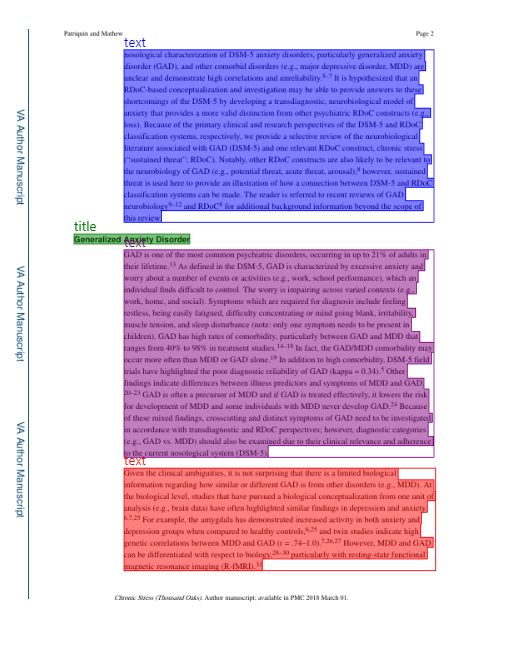 Patriquin and Mathew
Page 2
text
nosological characterization of DSM-5 anxiety disorders, particularly generalized anxiety
disorder (GAD), and other comorbid disorders (e.g., major depressive disorder, MDD) are
unclear and demonstrate high correlations and unreliability.5–7 It is hypothesized that an
RDoC-based conceptualization and investigation may be able to provide answers to these
shortcomings of the DSM-5 by developing a transdiagnostic, neurobiological model of
anxiety that provides a more valid distinction from other psychiatric RDoC constructs (e.g.,
loss). Because of the primary clinical and research perspectives of the DSM-5 and RDoC
classification systems, respectively, we provide a selective review of the neurobiological
literature associated with GAD (DSM-5) and one relevant RDoC construct, chronic stress
("sustained threat"; RDoC). Notably, other RDoC constructs are also likely to be relevant to
the neurobiology of GAD (e.g., potential threat, acute threat, arousal);8 however, sustained
threat is used here to provide an illustration of how a connection between DSM-5 and RDoC
classification systems can be made. The reader is referred to recent reviews of GAD
neurobiology9–12 and RDoC8 for additional background information beyond the scope of
this review.
title
Generalized Anxiety Disorder
text
GAD is one of the most common psychiatric disorders, occurring in up to 21% of adults in
their lifetime.13 As defined in the DSM-5, GAD is characterized by excessive anxiety and
worry about a number of events or activities (e.g., work, school performance), which an
individual finds difficult to control. The worry is impairing across varied contexts (e.g.,
work, home, and social). Symptoms which are required for diagnosis include feeling
restless, being easily fatigued, difficulty concentrating or mind going blank, irritability,
muscle tension, and sleep disturbance (note: only one symptom needs to be present in
children). GAD has high rates of comorbidity, particularly between GAD and MDD that
ranges from 40% to 98% in treatment studies.14–18 In fact, the GAD/MDD comorbidity may
occur more often than MDD or GAD alone.19 In addition to high comorbidity, DSM-5 field
trials have highlighted the poor diagnostic reliability of GAD (kappa = 0.34).5 Other
findings indicate differences between illness predictors and symptoms of MDD and GAD.
20–23 GAD is often a precursor of MDD and if GAD is treated effectively, it lowers the risk
for development of MDD and some individuals with MDD never develop GAD.24 Because
of these mixed findings, crosscutting and distinct symptoms of GAD need to be investigated
in accordance with transdiagnostic and RDoC perspectives; however, diagnostic categories
(e.g., GAD vs. MDD) should also be examined due to their clinical relevance and adherence
to the current nosological system (DSM-5).
text
Given the clinical ambiguities, it is not surprising that there is a limited biological
information regarding how similar or different GAD is from other disorders (e.g., MDD). At
the biological level, studies that have pursued a biological conceptualization from one unit of
analysis (e.g., brain data) have often highlighted similar findings in depression and anxiety.
6,7,25 For example, the amygdala has demonstrated increased activity in both anxiety and
depression groups when compared to healthy controls,6,25 and twin studies indicate high
genetic correlations between MDD and GAD (r = .74–1.0).7,26,27 However, MDD and GAD
can be differentiated with respect to biology,28–30 particularly with resting-state functional
magnetic resonance imaging (R-fMRI).31
Chronic Stress (Thousand Oaks). Author manuscript; available in PMC 2018 March 01.
VA Author Manuscript
VA Author Manuscript
VA Author Manuscript